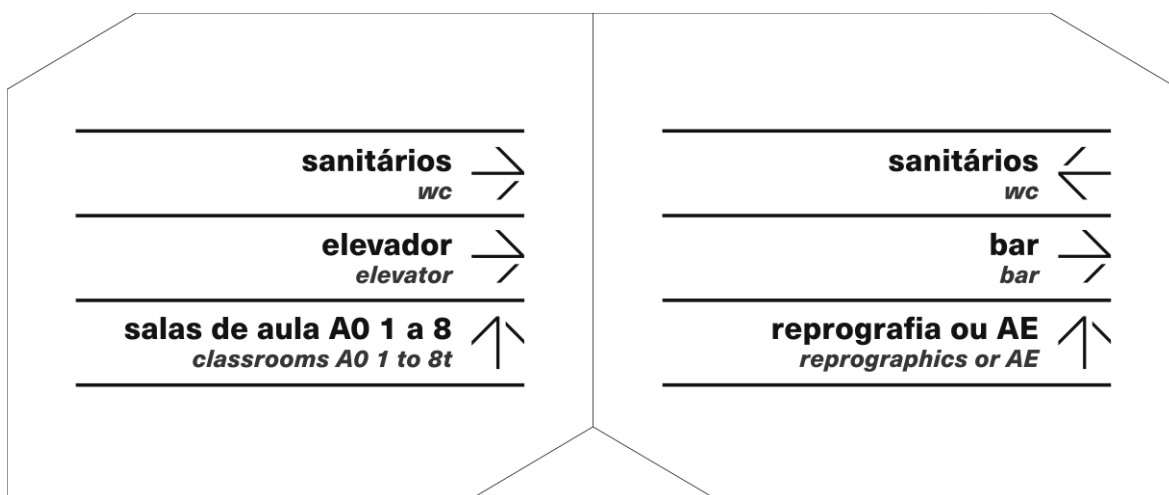 sanitários
wc
elevador
elevator
salas de aula A0 1 a 8
classrooms A0 1 to 8t
sanitários
wc
bar
bar
reprografia ou AE
reprographics or AE